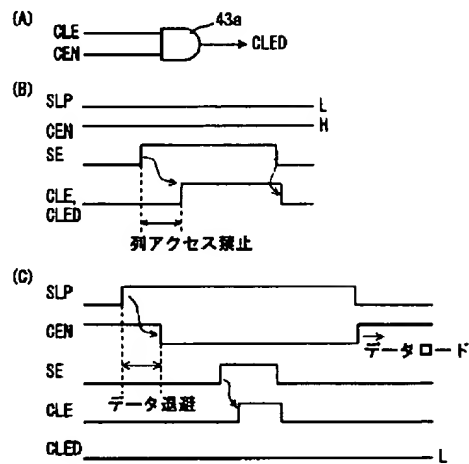 (A)
43a
CLE
CEN
CLED
(B)
SLP
L
CEN
H
SE
CLE,
CLED
列アクセス禁止
(C)
SLP
CEN
データロード
SE
データ退避
CLE
CLED
L